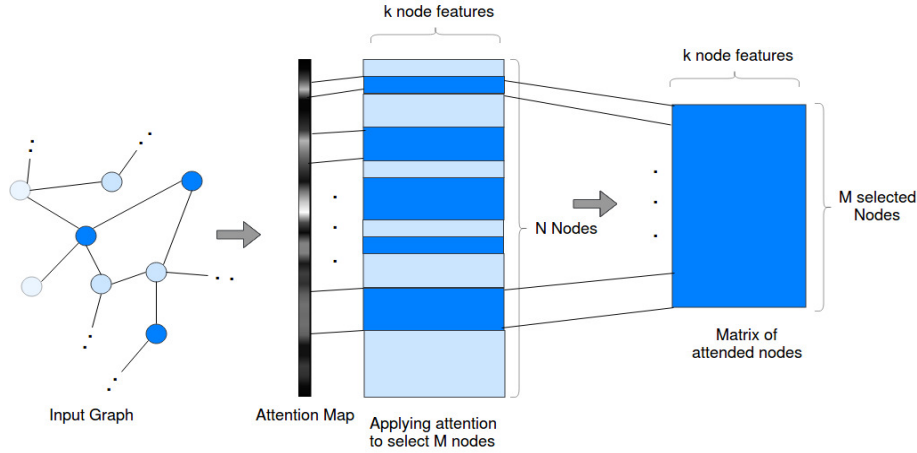 k node features
k node features
N Nodes
M selected
Nodes
Matrix of
attended nodes
Input Graph
Attention Map
Applying attention
to select M nodes